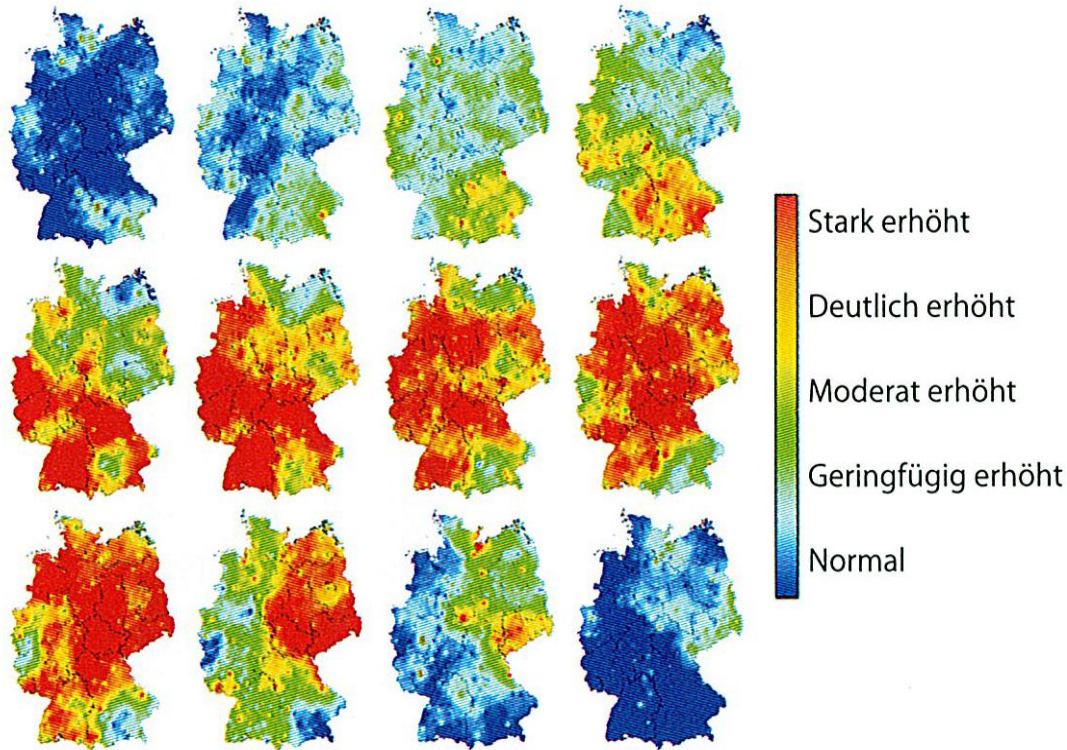 Stark erhöht
Deutlich erhöht
Moderat erhöht
Geringfügig erhöht
Normal